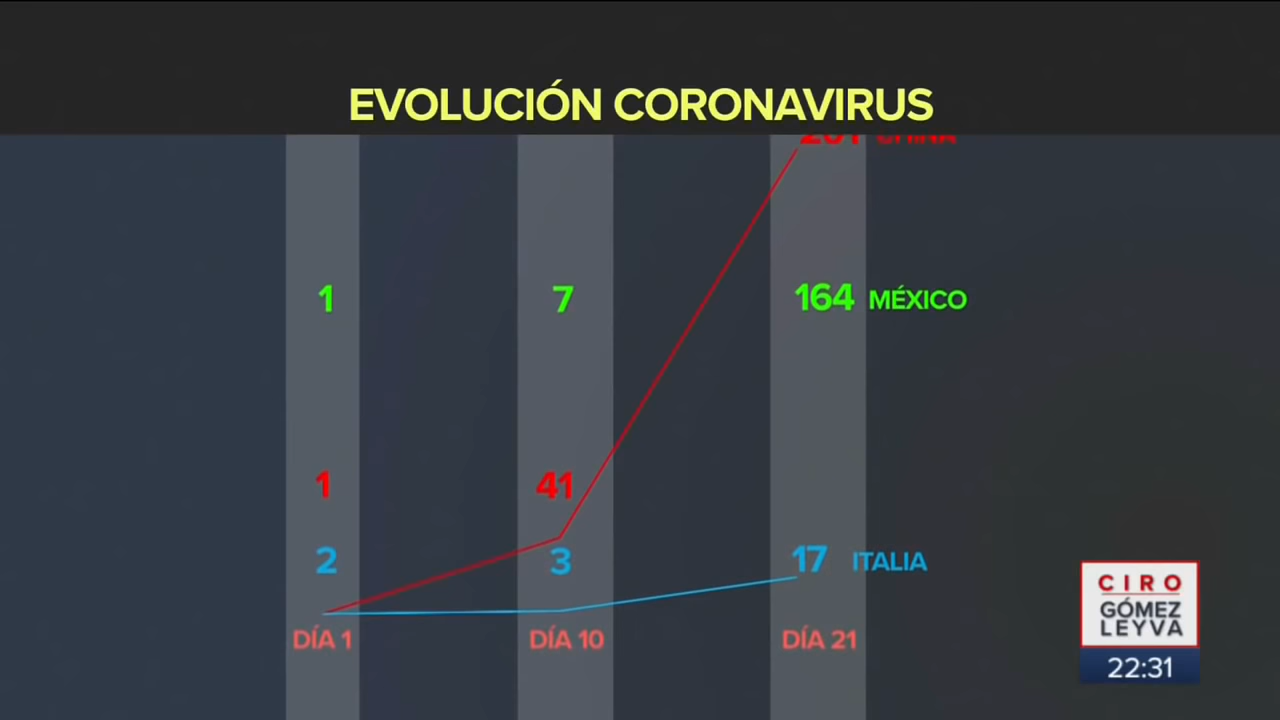 EVOLUCIÓN CORONAVIRUS
CHINA
1 7 164 MÉXICO
1 41
2 3 17 ITALIA
DÍA 1 DÍA 10 DÍA 21
CIRO
GÓMEZ
LEYVA
22:31